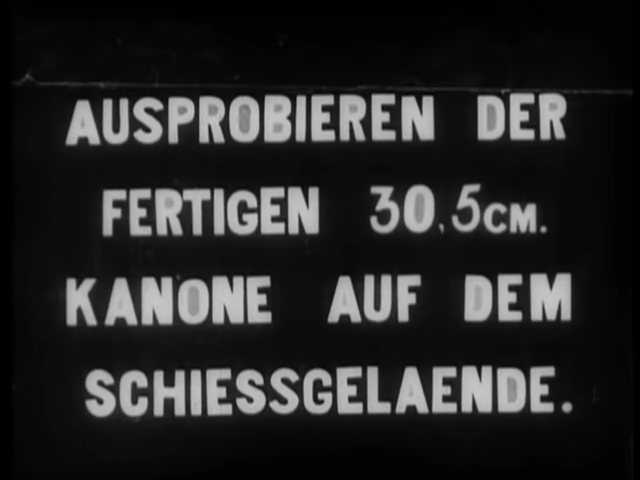 AUSPROBIEREN DER
FERTIGEN 30,5CM.
KANONE AUF DEM
SCHIESSGELAENDE.